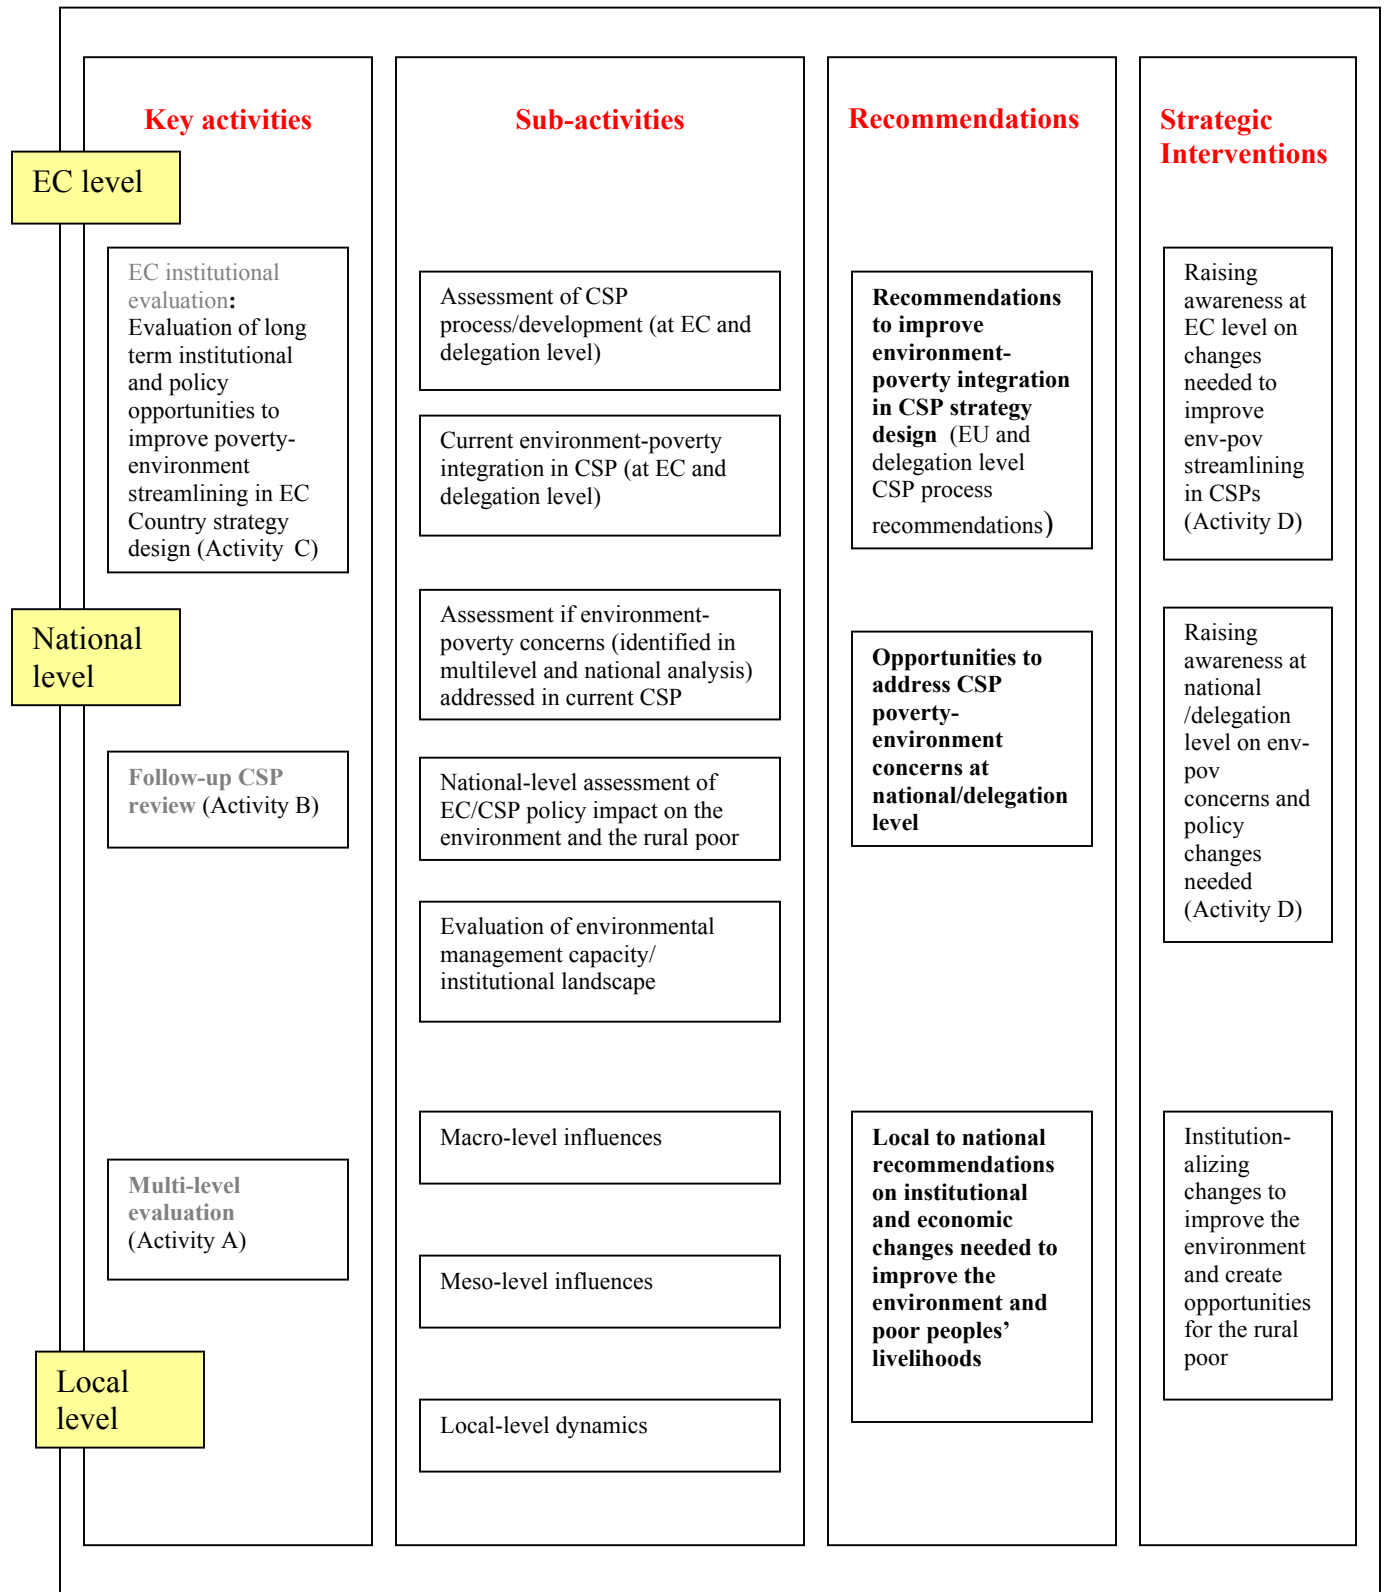 Key activities
Sub-activities
Recommendations
Strategic
Interventions
EC level
EC institutional
evaluation:
Evaluation of long
term institutional
and policy
opportunities to
improve poverty-
environment
streamlining in EC
Country strategy
design (Activity C)
Assessment of CSP
process/development (at EC and
delegation level)
Current environment-poverty
integration in CSP (at EC and
delegation level)
Recommendations
to improve
environment-
poverty integration
in CSP strategy
design (EU and
delegation level
CSP process
recommendations)
Raising
awareness at
EC level on
changes
needed to
improve
env-pov
streamlining
in CSPs
(Activity D)
National
level
Follow-up CSP
review (Activity B)
Assessment if environment-
poverty concerns (identified in
multilevel and national analysis)
addressed in current CSP
National-level assessment of
EC/CSP policy impact on the
environment and the rural poor
Evaluation of environmental
management capacity/
institutional landscape
Opportunities to
address CSP
poverty-
environment
concerns at
national/delegation
level
Raising
awareness at
national
/delegation
level on env-
pov
concerns and
policy
changes
needed
(Activity D)
Multi-level
evaluation
(Activity A)
Macro-level influences
Meso-level influences
Local-level dynamics
Local to national
recommendations
on institutional
and economic
changes needed to
improve the
environment and
poor peoples’
livelihoods
Institution-
alizing
changes to
improve the
environment
and create
opportunities
for the rural
poor
Local
level